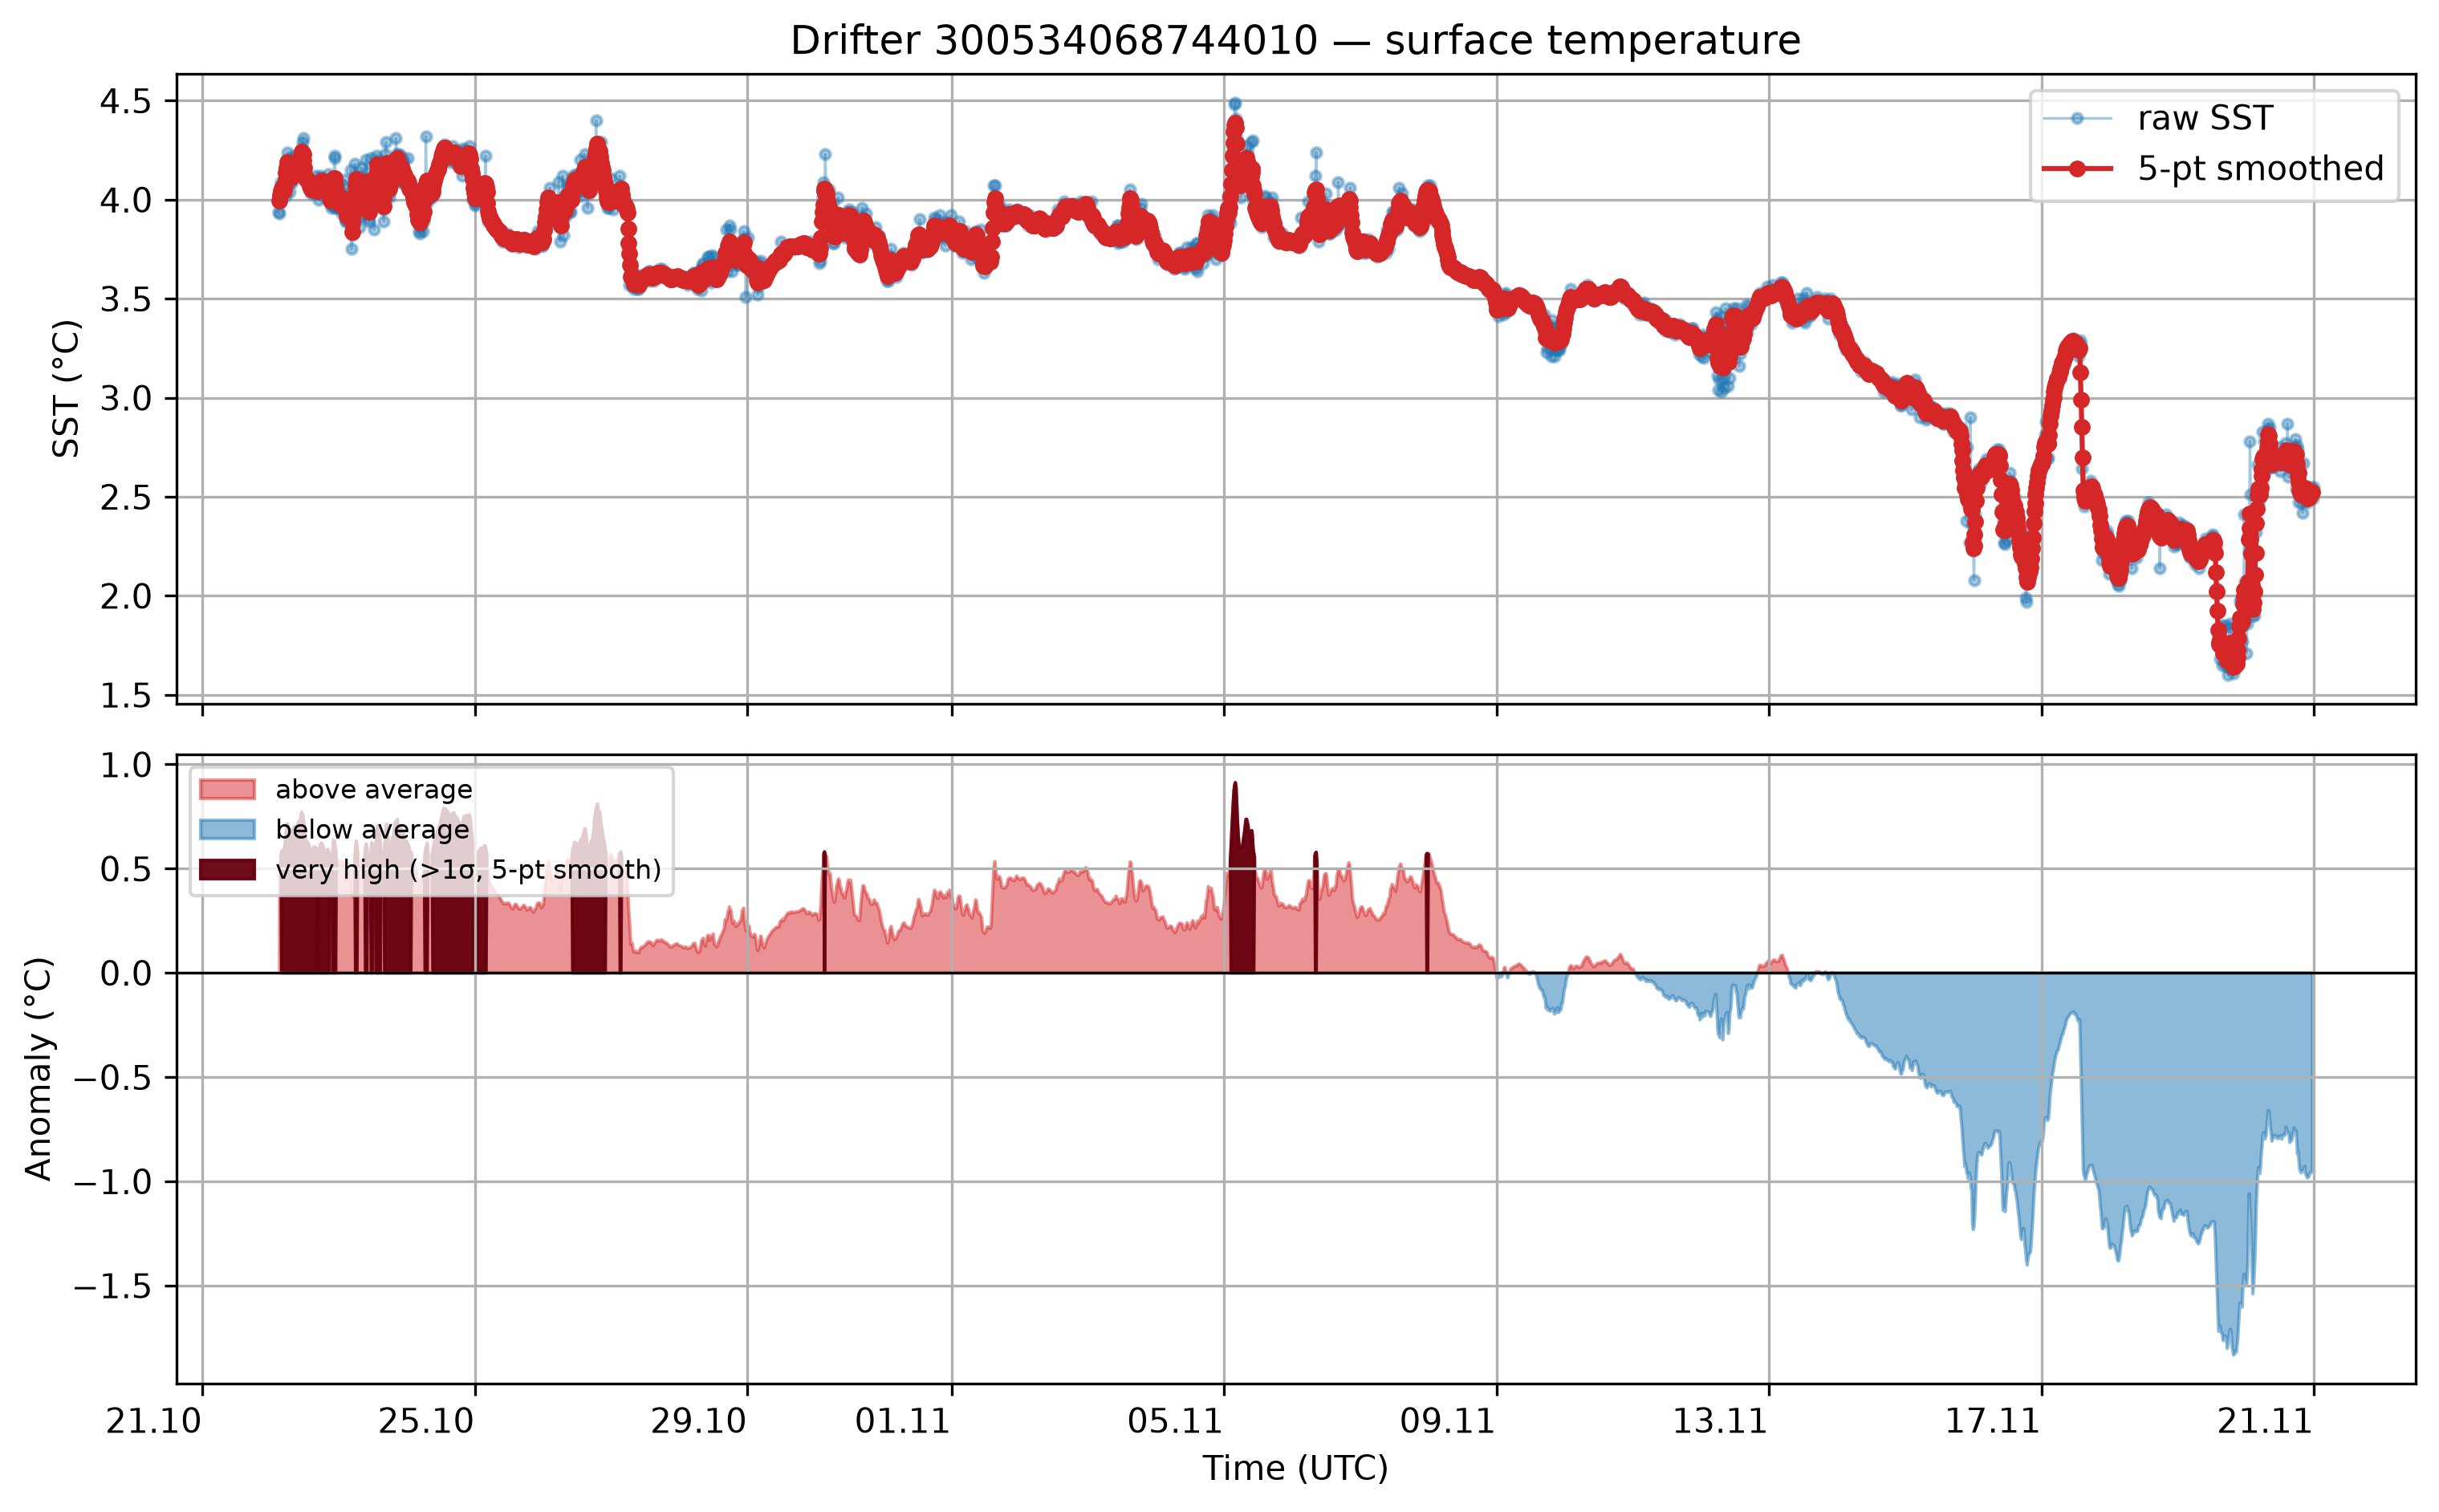 Drifter 300534068744010 — surface temperature
4.5
4.0
3.5
3.0
2.5
2.0
1.5
SST (°C)
raw SST
5-pt smoothed
1.0
0.5
0.0
−0.5
−1.0
−1.5
Anomaly (°C)
above average
below average
very high (>1σ, 5-pt smooth)
21.10 25.10 29.10 01.11 05.11 09.11 13.11 17.11 21.11
Time (UTC)